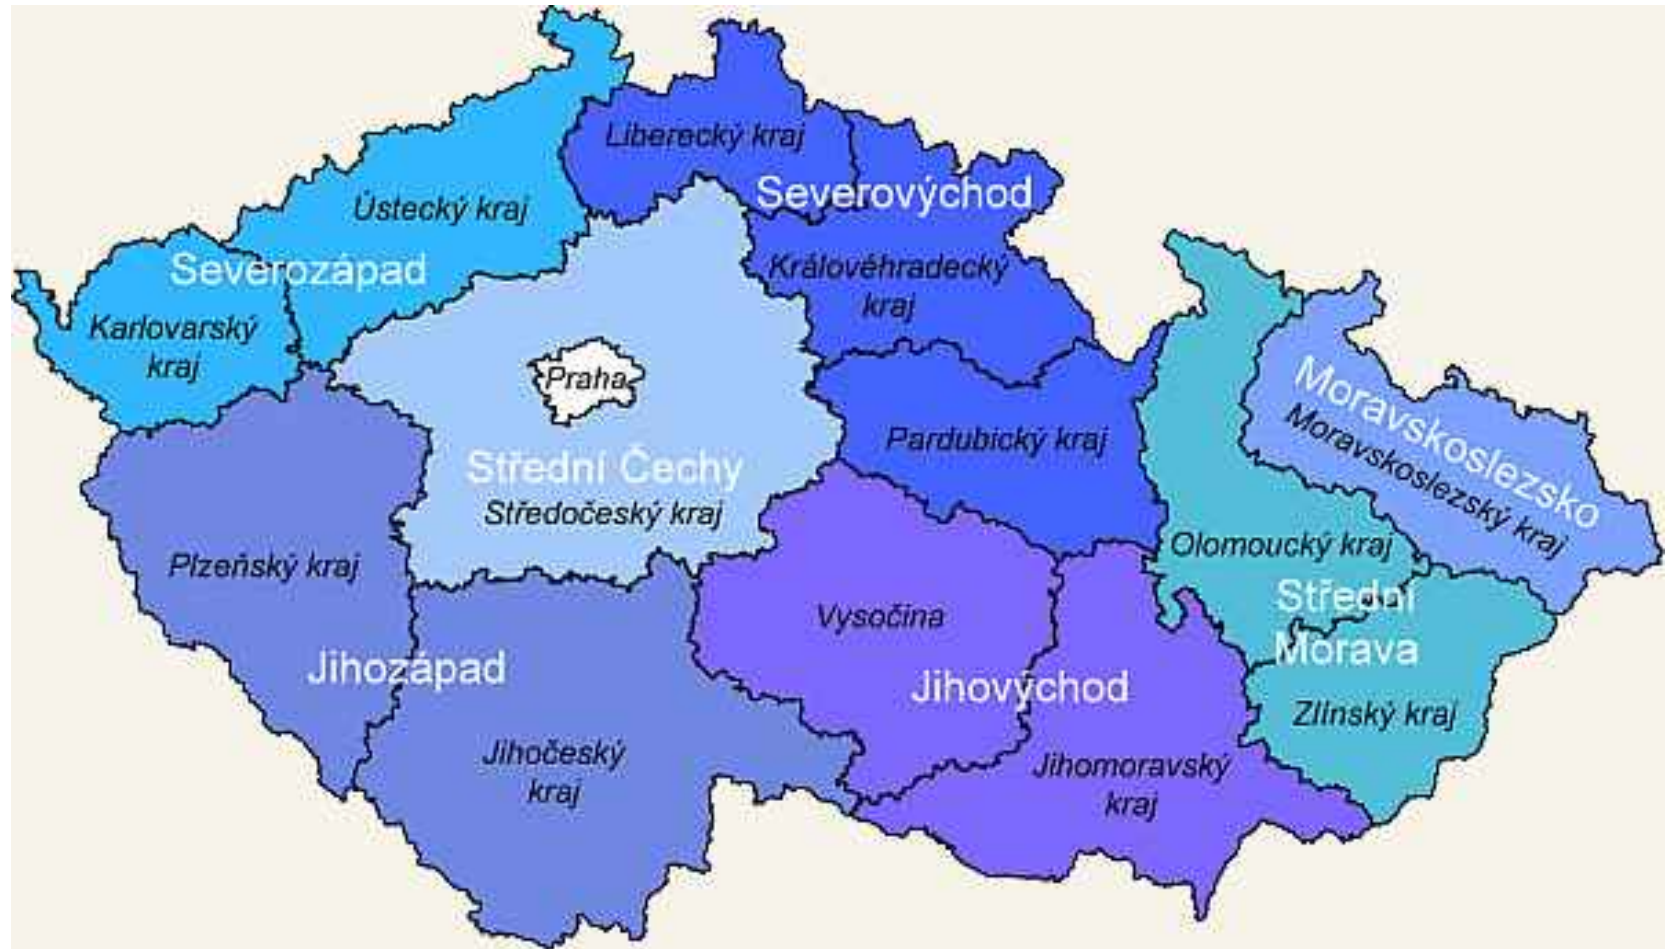 Liberecký kraj
Severovýchod
Ústecký kraj
Severozápad
Královéhradecký
kraj
Karlovarský
kraj
Praha
Moravskoslezsko
Moravskoslezský kraj
Pardubický kraj
Střední Čechy
Středočeský kraj
Olomoucký kraj
Plzeňský kraj
Střední
Morava
Vysočina
Jihozápad
Jihovýchod
Zlínský kraj
Jihočeský
kraj
Jihomoravský
kraj